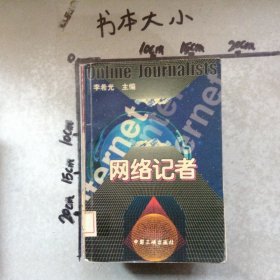 书本大小
0
10cm
15cm
20cm
Online Journalists
李希光 主编
Internet
网络记者
10cm
15cm
20cm
中国三峡出版社